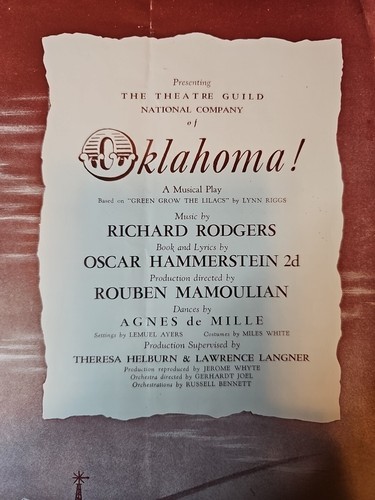 Presenting
THE THEATRE GUILD
NATIONAL COMPANY
of
Oklahoma!
A Musical Play
Based on "GREEN GROW THE LILACS" by LYNN RIGGS
Music by
RICHARD RODGERS
Book and Lyrics by
OSCAR HAMMERSTEIN 2d
Production directed by
ROUBEN MAMOULIAN
Dances by
AGNES de MILLE
Settings by LEMUEL AYERS Costumes by MILES WHITE
Production Supervised by
THERESA HELBURN & LAWRENCE LANGNER
Production reproduced by JEROME WHYTE
Orchestra directed by GERHARDT JOEL
Orchestrations by RUSSELL BENNETT